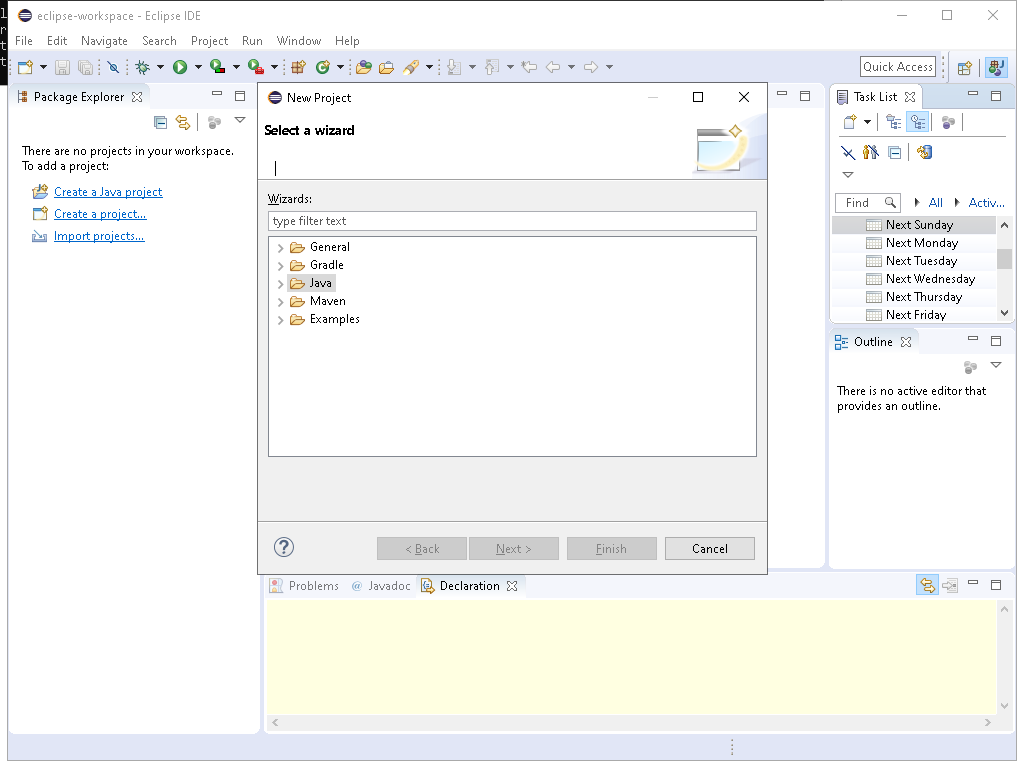 eclipse-workspace - Eclipse IDE
File Edit Navigate Search Project Run Window Help
Quick Access
Package Explorer
There are no projects in your workspace.
To add a project:
Create a Java project
Create a project...
Import projects...
New Project
Select a wizard
Wizards:
type filter text
General
Gradle
Java
Maven
Examples
?
< Back Next > Finish Cancel
Task List
Find All Activ...
Next Sunday
Next Monday
Next Tuesday
Next Wednesday
Next Thursday
Next Friday
Outline
There is no active editor that
provides an outline.
Problems @ Javadoc Declaration